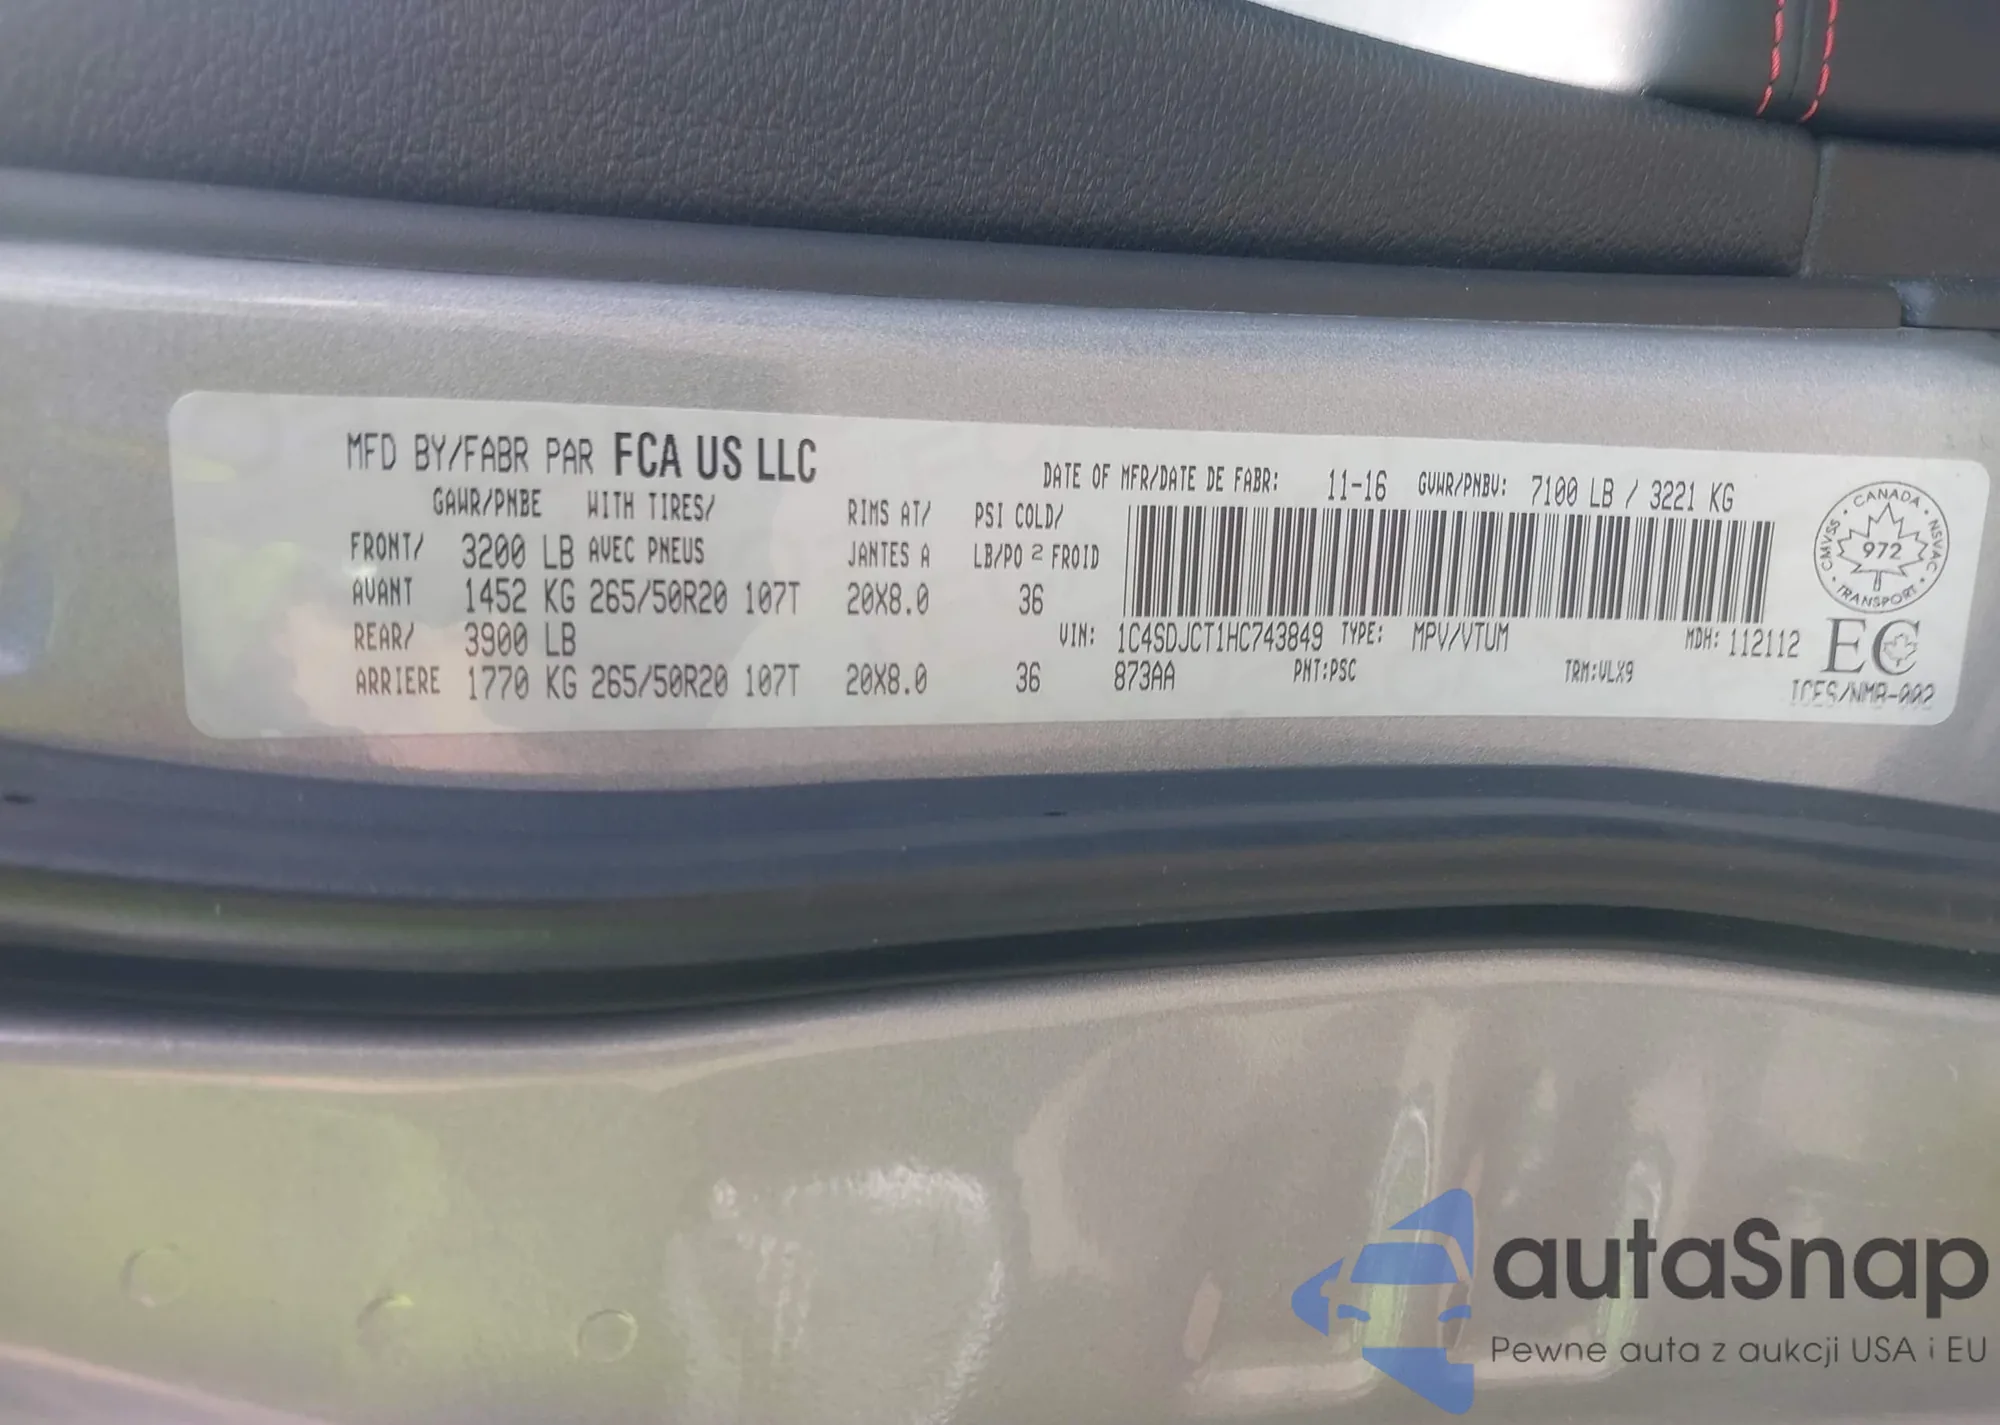 MFD BY/FABR PAR FCA US LLC
DATE OF MFR/DATE DE FABR: 11-16 GVWR/PNBV: 7100 LB / 3221 KG
GAWR/PNBE WITH TIRES/ RIMS AT/ PSI COLD/
FRONT/ 3200 LB AVEC PNEUS JANTES A LB/PO 2 FROID
AVANT 1452 KG 265/50R20 107T 20X8.0 36
REAR/ 3900 LB
ARRIERE 1770 KG 265/50R20 107T 20X8.0 36
VIN: 1C4SDJCT1HC743849 TYPE: MPV/VTUM MDH: 112112
873AA PNT:PSC TRM:VLX9
CANADA
CMVSS 972 NSVAC
TRANSPORT
EC
ICES/NMB-002
autaSnap
Pewne auta z aukcji USA i EU